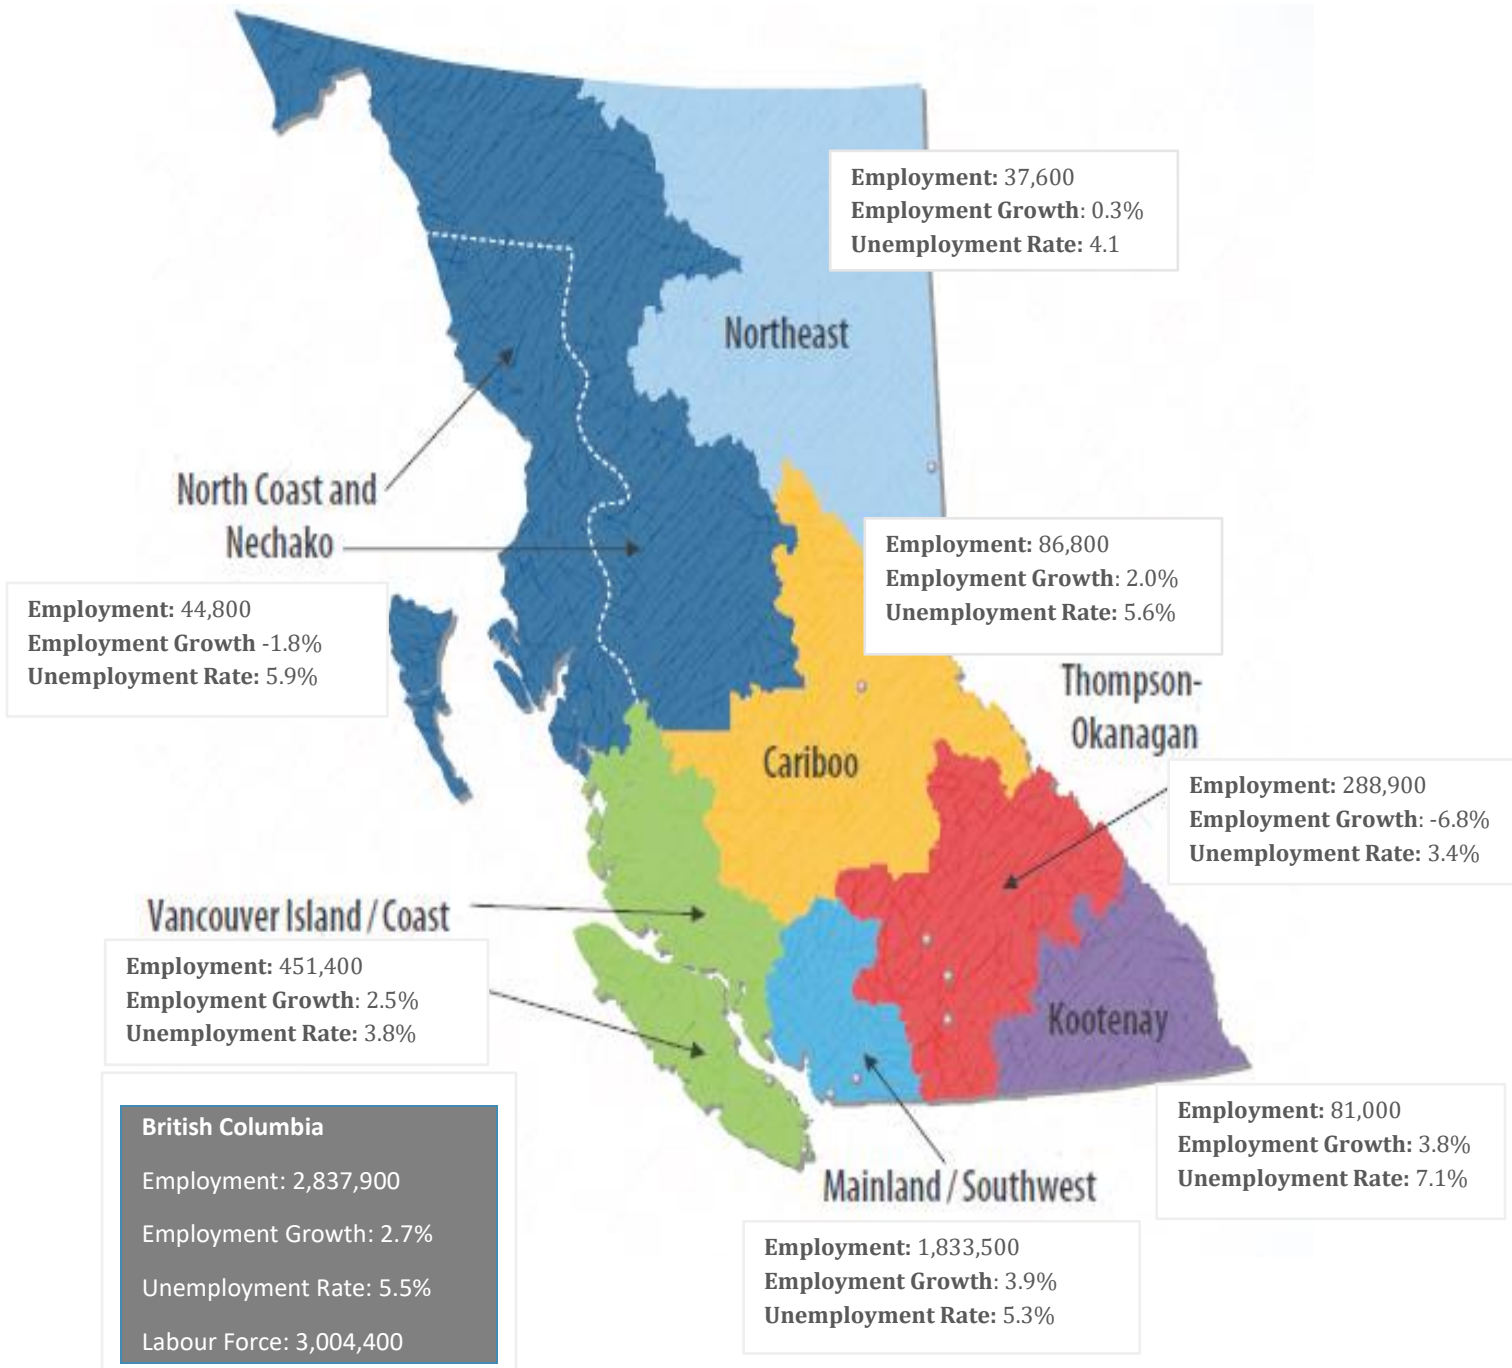 Employment: 37,600
Employment Growth: 0.3%
Unemployment Rate: 4.1
Northeast
North Coast and
Nechako
Employment: 86,800
Employment Growth: 2.0%
Unemployment Rate: 5.6%
Employment: 44,800
Employment Growth -1.8%
Unemployment Rate: 5.9%
Thompson-
Okanagan
Cariboo
Employment: 288,900
Employment Growth: -6.8%
Unemployment Rate: 3.4%
Vancouver Island / Coast
Employment: 451,400
Employment Growth: 2.5%
Unemployment Rate: 3.8%
Kootenay
British Columbia
Employment: 2,837,900
Employment Growth: 2.7%
Unemployment Rate: 5.5%
Labour Force: 3,004,400
Employment: 81,000
Employment Growth: 3.8%
Unemployment Rate: 7.1%
Mainland / Southwest
Employment: 1,833,500
Employment Growth: 3.9%
Unemployment Rate: 5.3%